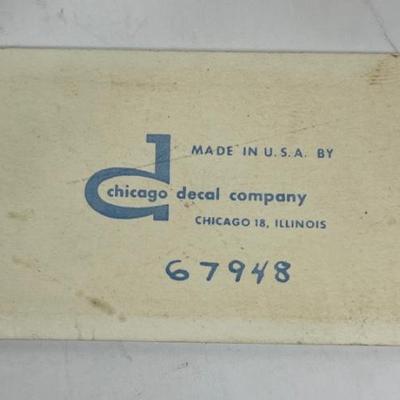 MADE IN U.S.A. BY
chicago decal company
CHICAGO 18, ILLINOIS
67948